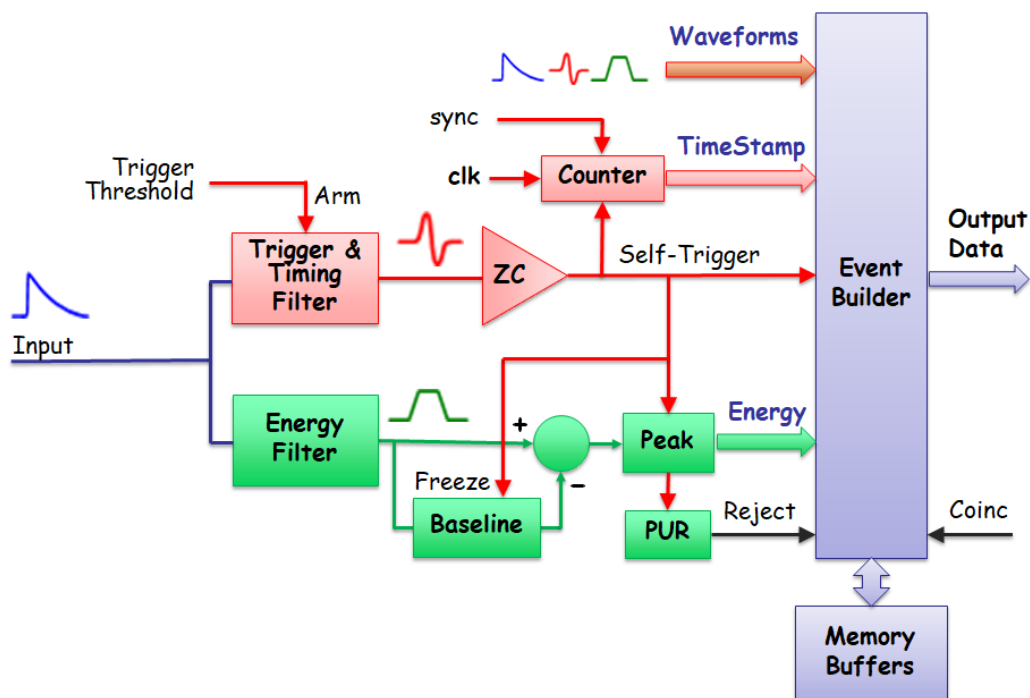 Waveforms
sync
TimeStamp
clk
Counter
Trigger
Threshold
Arm
Output
Data
Trigger &
Timing
Filter
ZC
Self-Trigger
Event
Builder
Input
Energy
Filter
+
Energy
Peak
Freeze
-
Baseline
PUR
Reject
Coinc
Memory
Buffers